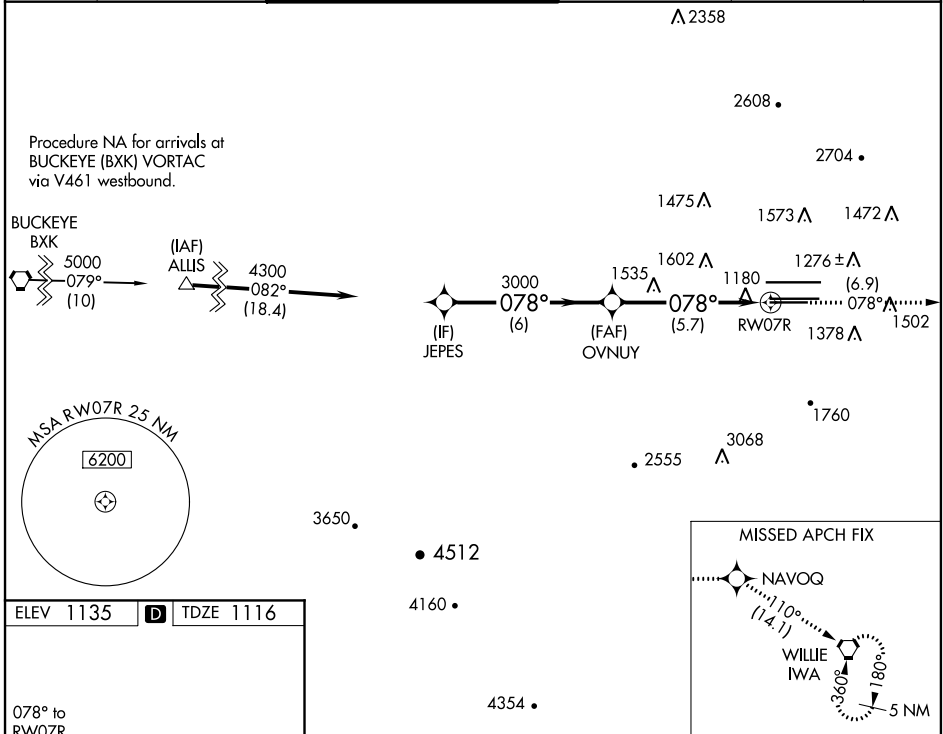 2358
2608
2704
Procedure NA for arrivals at
BUCKEYE (BXK) VORTAC
via V461 westbound.
1475
1573
1472
BUCKEYE
BXK
5000
079°
(10)
(IAF)
ALLIS
4300
082°
(18.4)
1602
1276 ±
1535
1180
(6.9)
3000
078°
(6)
078°
(5.7)
078°
1502
(IF)
JEPES
(FAF)
OVNUY
RW07R
1378
1760
MSA RW07R 25 NM
6200
3068
2555
3650
4512
4160
4354
MISSED APCH FIX
NAVOQ
110°
(14.1)
WILLIE
IWA
360°
180°
5 NM
ELEV 1135 D TDZE 1116
078° to
RW07R